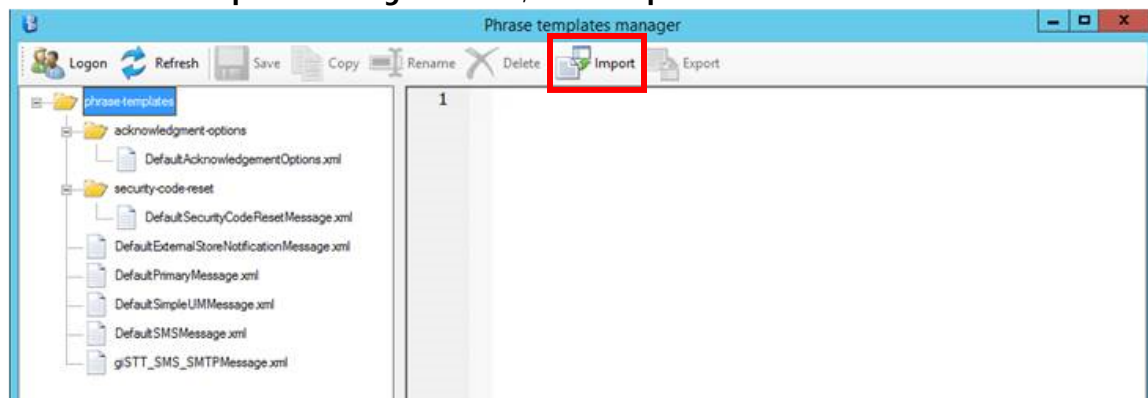 Phrase templates manager
Logon Refresh Save Copy Rename Delete Import Export
phrase-templates
1
acknowledgment-options
DefaultAcknowledgementOptions.xml
security-code-reset
DefaultSecurityCodeResetMessage.xml
DefaultExternalStoreNotificationMessage.xml
DefaultPrimaryMessage.xml
DefaultSimpleUMMessage.xml
DefaultSMSMessage.xml
giSTT_SMS_SMTPMessage.xml